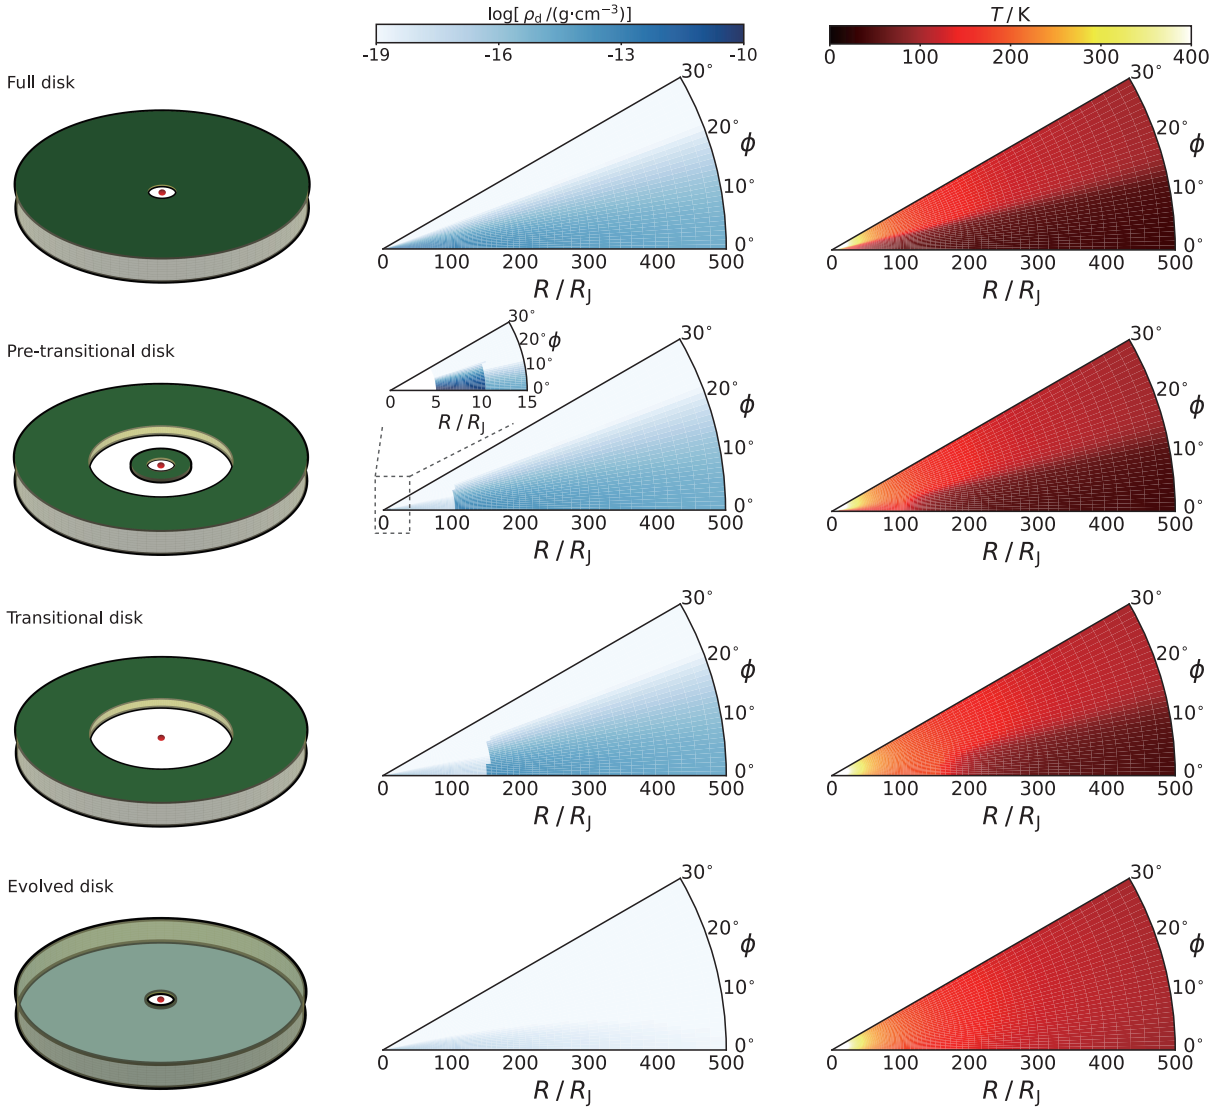 log[ ρd /(g·cm−3)]
-19 -16 -13 -10
T / K
0 100 200 300 400
Full disk
30°
20°
ϕ
10°
0°
0 100 200 300 400 500
R / RJ
30°
20°
ϕ
10°
0°
0 100 200 300 400 500
R / RJ
Pre-transitional disk
30°
20°
ϕ
10°
0°
0 5 10 15
R / RJ
30°
20°
ϕ
10°
0°
0 100 200 300 400 500
R / RJ
30°
20°
ϕ
10°
0°
0 100 200 300 400 500
R / RJ
Transitional disk
30°
20°
ϕ
10°
0°
0 100 200 300 400 500
R / RJ
30°
20°
ϕ
10°
0°
0 100 200 300 400 500
R / RJ
Evolved disk
30°
20°
ϕ
10°
0°
0 100 200 300 400 500
R / RJ
30°
20°
ϕ
10°
0°
0 100 200 300 400 500
R / RJ